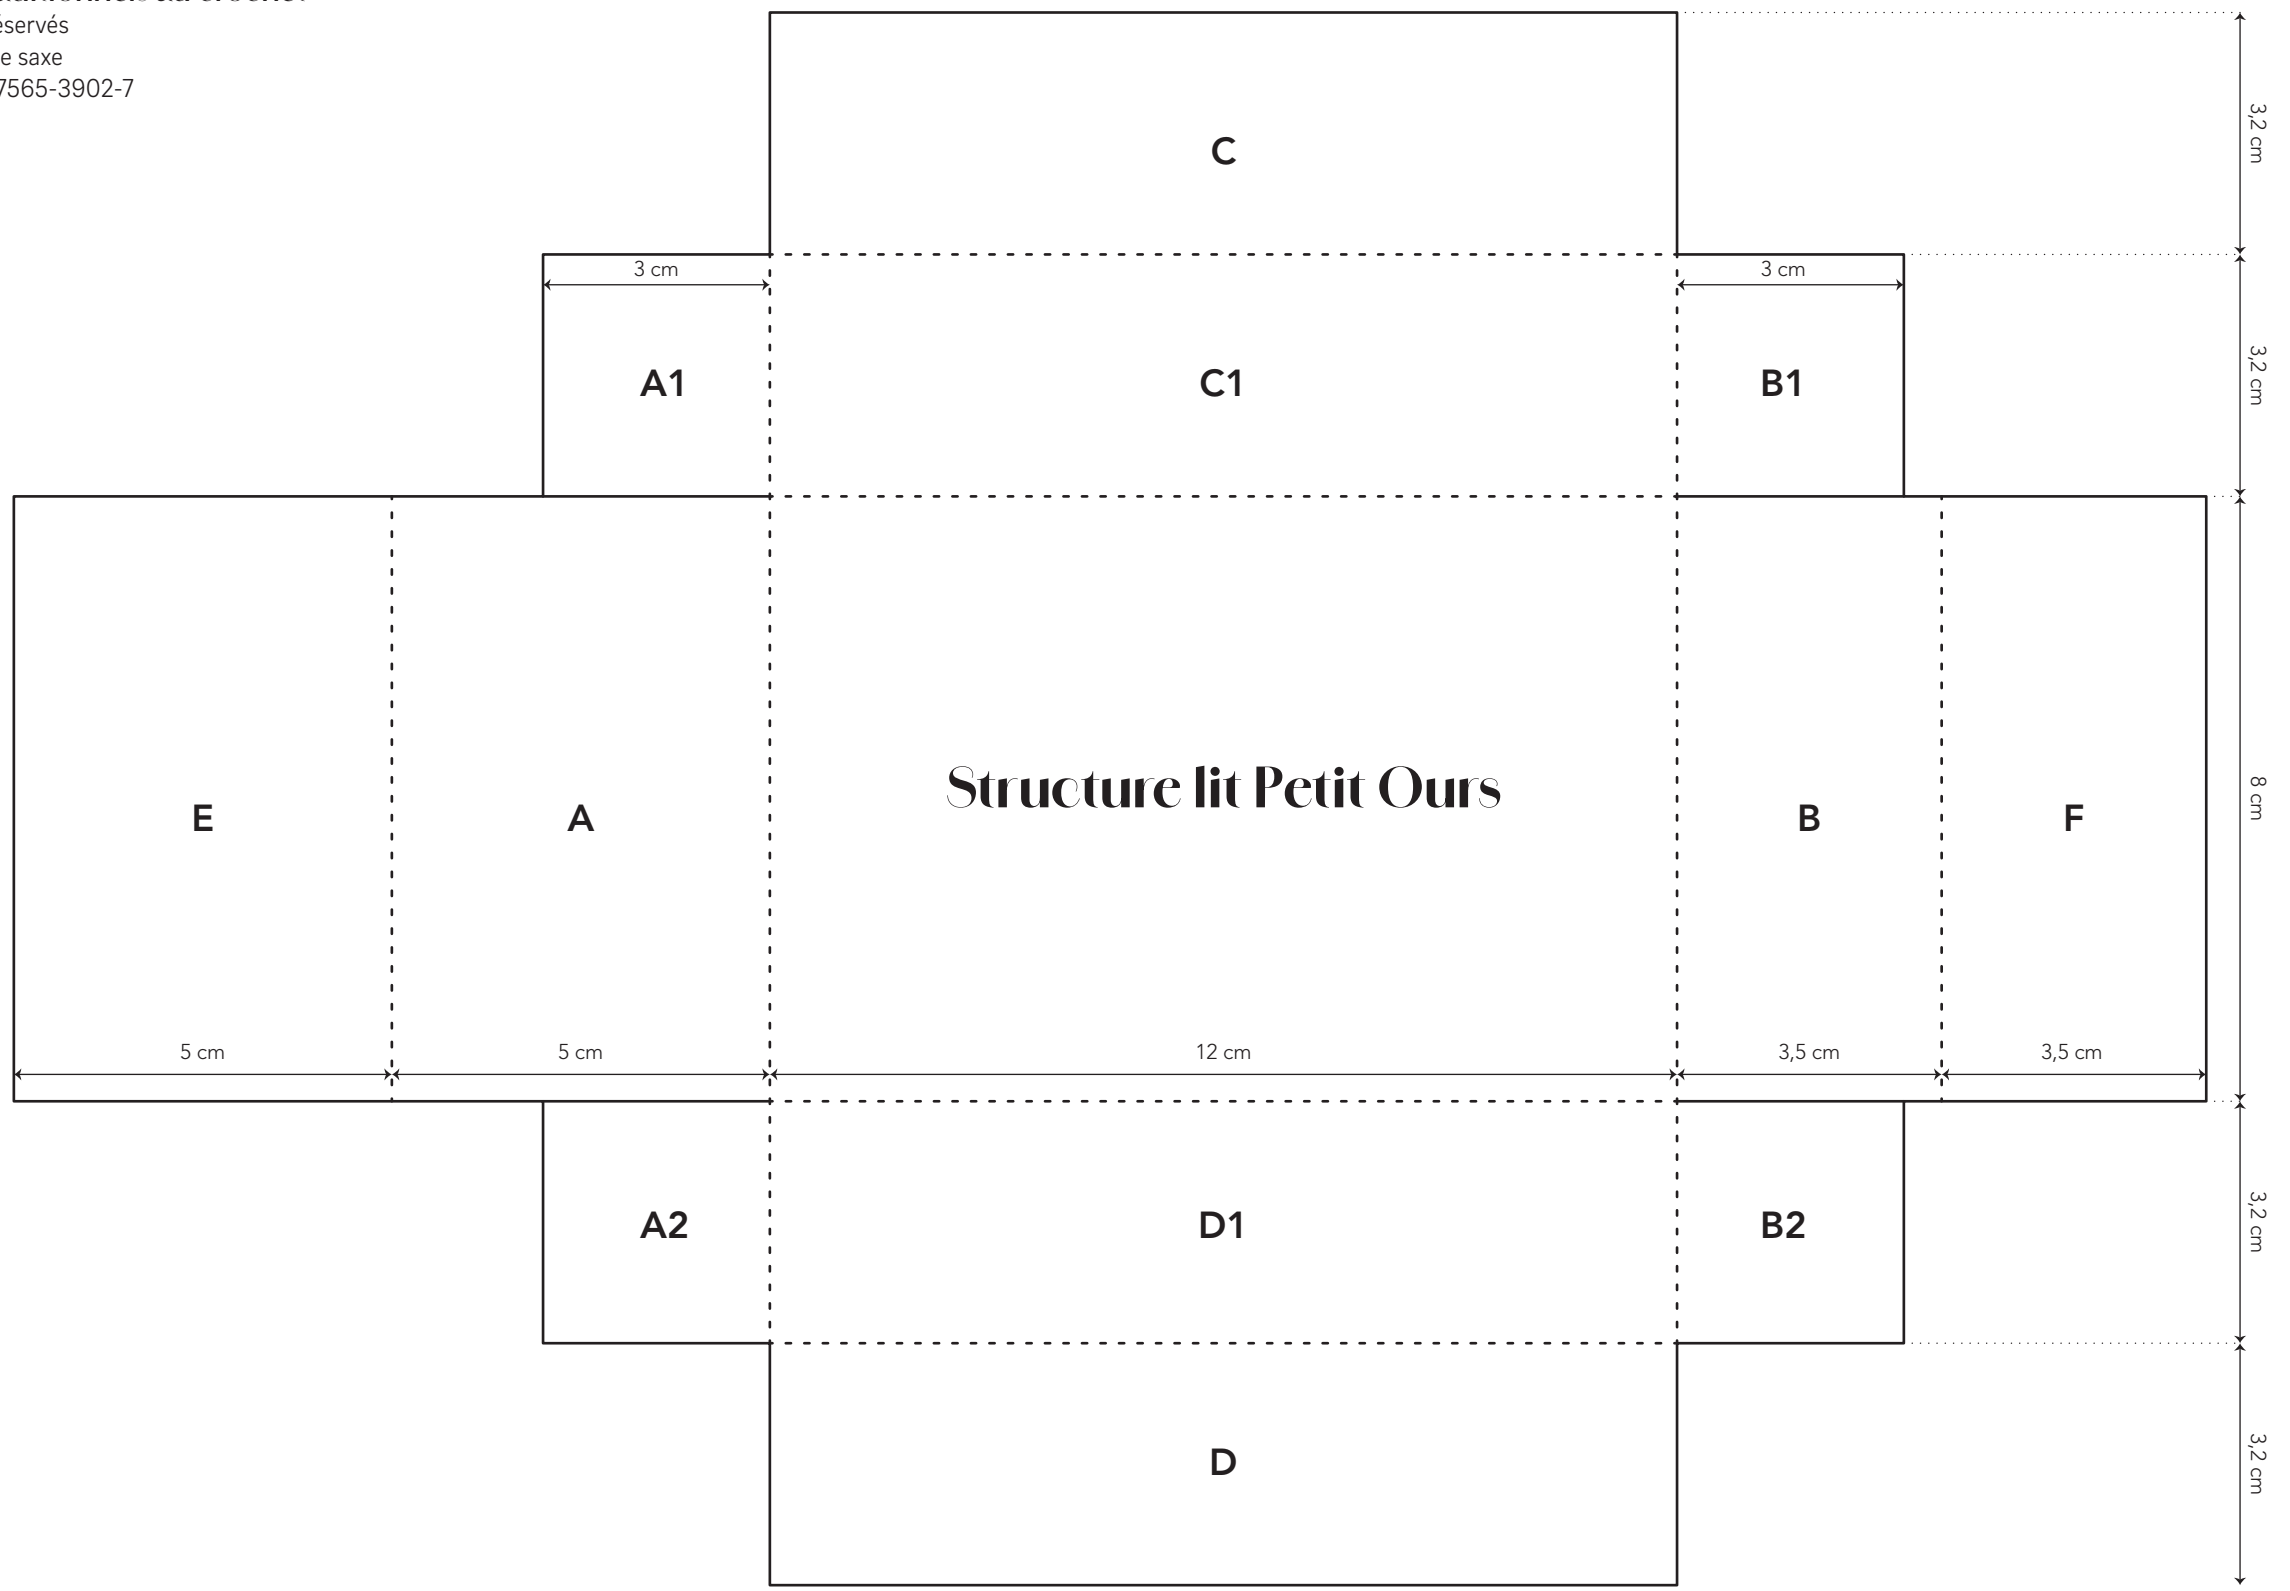 éservés
e saxe
7565-3902-7
C
3,2 cm
3 cm
3 cm
A1
C1
B1
3,2 cm
Structure lit Petit Ours
E
A
B
F
8 cm
5 cm
5 cm
12 cm
3,5 cm
3,5 cm
A2
D1
B2
3,2 cm
D
3,2 cm